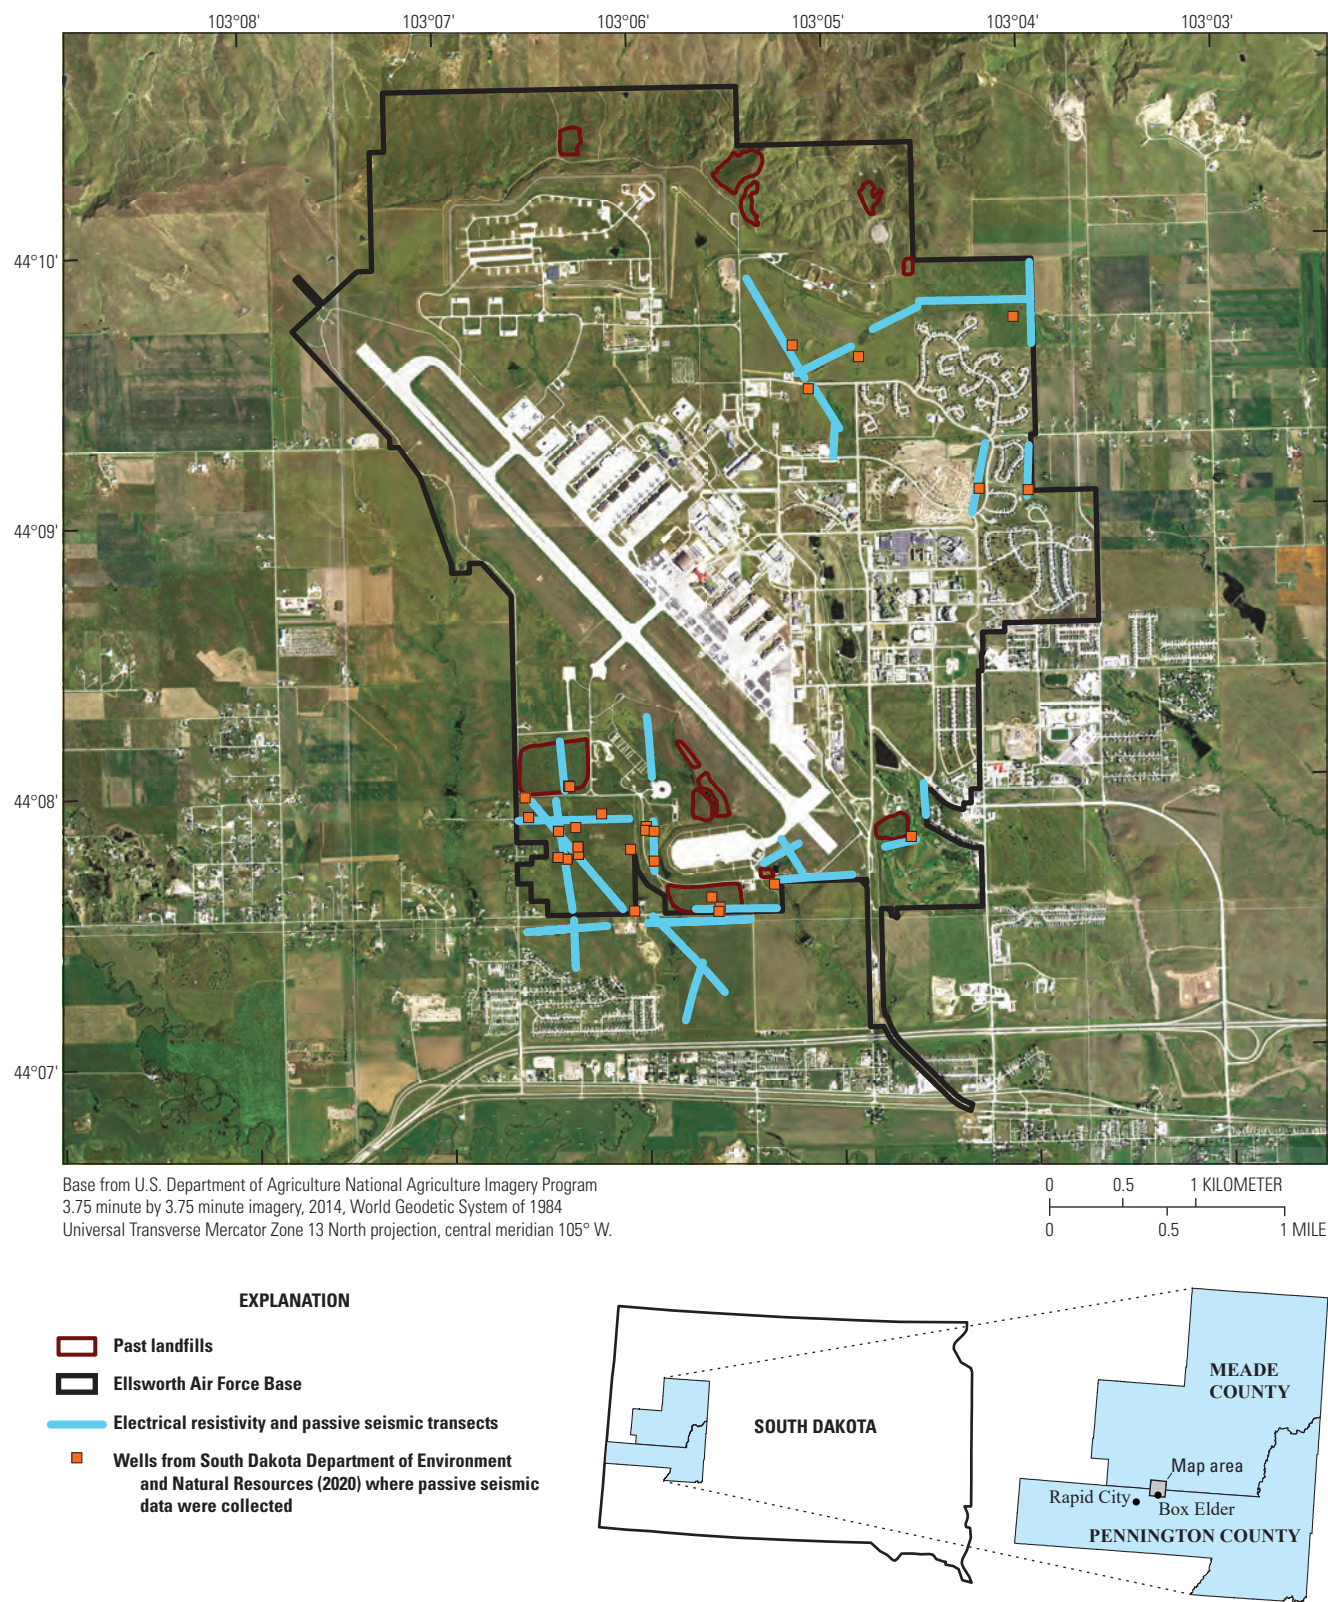 103°08' 103°07' 103°06' 103°05' 103°04' 103°03'
44°10'
44°09'
44°08'
44°07'
Base from U.S. Department of Agriculture National Agriculture Imagery Program
3.75 minute by 3.75 minute imagery, 2014, World Geodetic System of 1984
Universal Transverse Mercator Zone 13 North projection, central meridian 105° W.
0 0.5 1 KILOMETER
0 0.5 1 MILE
EXPLANATION
Past landfills
Ellsworth Air Force Base
Electrical resistivity and passive seismic transects
Wells from South Dakota Department of Environment
and Natural Resources (2020) where passive seismic
data were collected
SOUTH DAKOTA
MEADE
COUNTY
Map area
Rapid City
Box Elder
PENNINGTON COUNTY